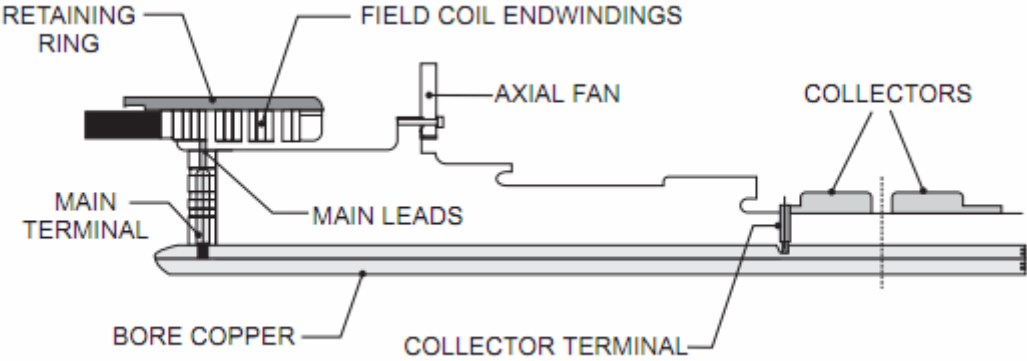 RETAINING
RING
FIELD COIL ENDWINDINGS
AXIAL FAN
COLLECTORS
MAIN
TERMINAL
MAIN LEADS
BORE COPPER
COLLECTOR TERMINAL